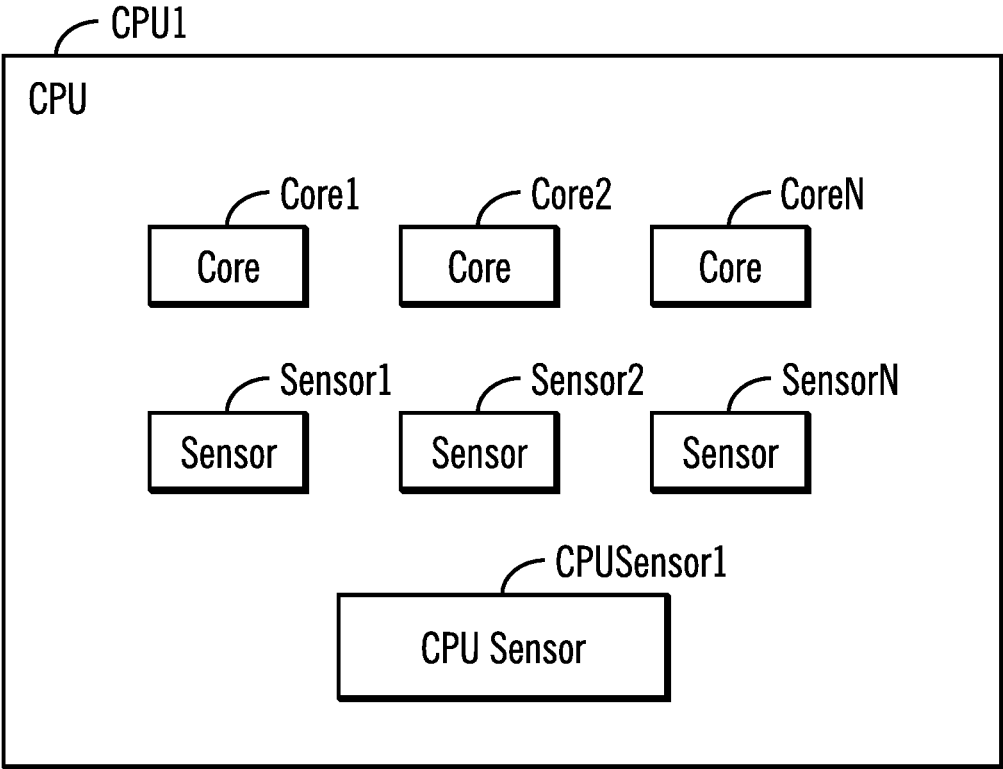 CPU1
CPU
Core1 Core2 CoreN
Core Core Core
Sensor1 Sensor2 SensorN
Sensor Sensor Sensor
CPUSensor1
CPU Sensor